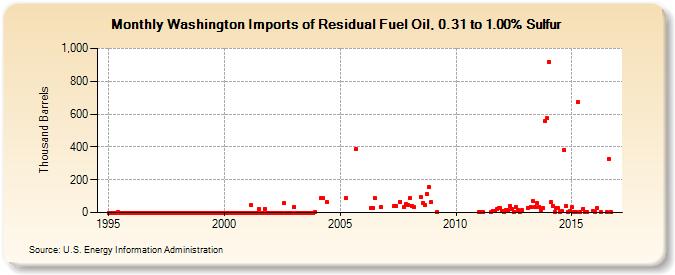 Monthly Washington Imports of Residual Fuel Oil, 0.31 to 1.00% Sulfur
Thousand Barrels
1,000
800
600
400
200
0
1995 2000 2005 2010 2015
Source: U.S. Energy Information Administration